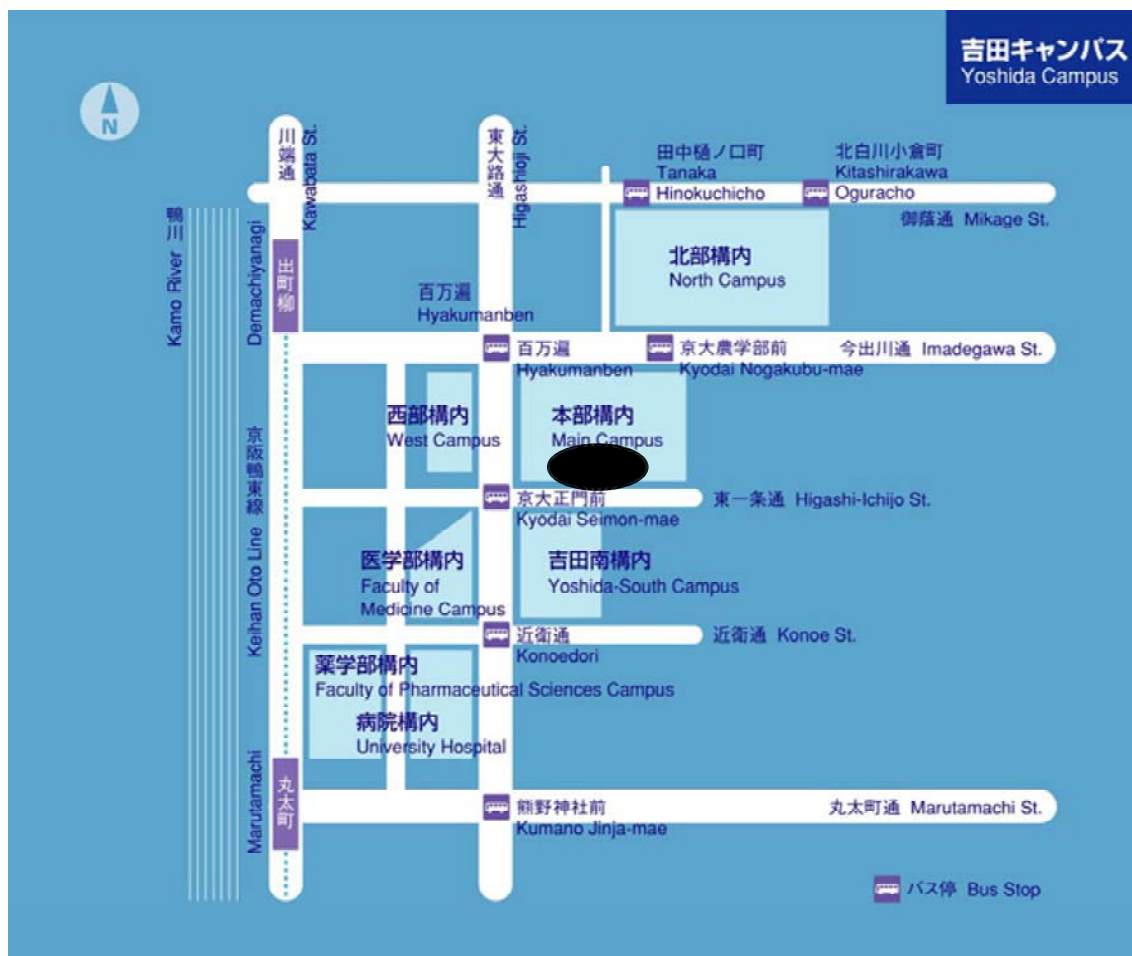 吉田キャンパス
Yoshida Campus
N
川端通
Kawabata St.
東大路通
Higashioji St.
田中樋ノ口町
Tanaka
Hinokuchicho
北白川小倉町
Kitashirakawa
Oguracho
御蔭通 Mikage St.
鴨川
Kamo River
出町柳
Demachiyanagi
北部構内
North Campus
百万遍
Hyakumanben
百万遍
Hyakumanben
京大農学部前
Kyodai Nogakubu-mae
今出川通 Imadegawa St.
西部構内
West Campus
本部構内
Main Campus
京阪鴨東線
Keihan Oto Line
京大正門前
Kyodai Seimon-mae
東一条通 Higashi-Ichijo St.
医学部構内
Faculty of
Medicine Campus
吉田南構内
Yoshida-South Campus
近衛通
Konoedori
近衛通 Konoe St.
薬学部構内
Faculty of Pharmaceutical Sciences Campus
病院構内
University Hospital
丸太町
Marutamachi
熊野神社前
Kumano Jinja-mae
丸太町通 Marutamachi St.
バス停 Bus Stop